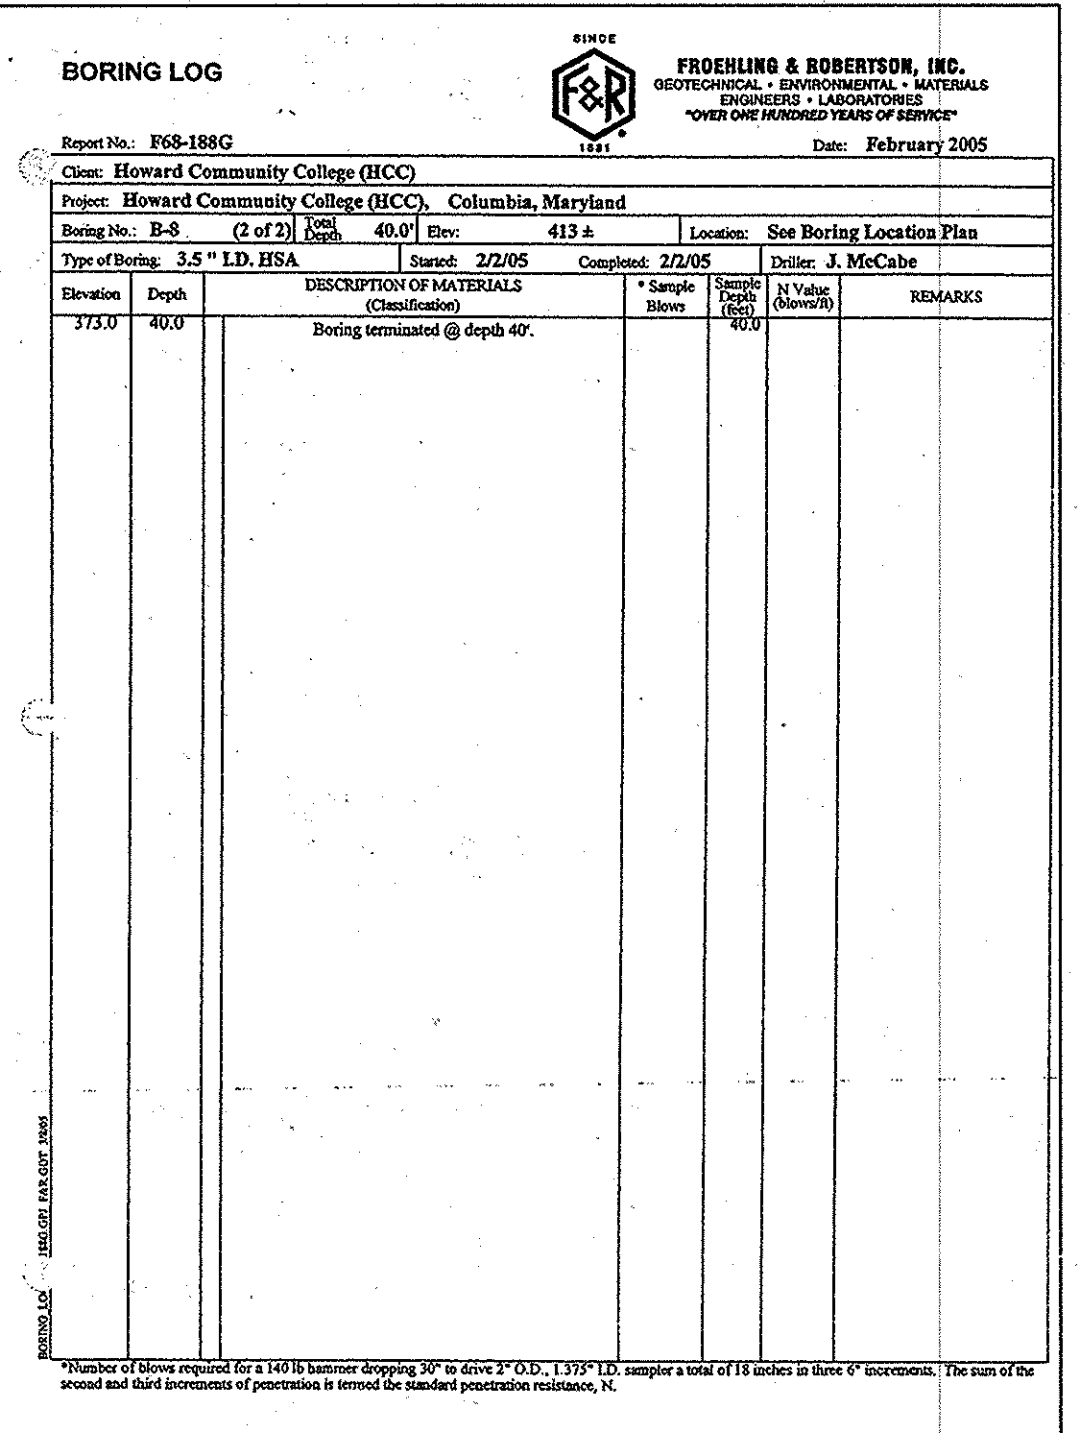 BORING LOG
SINCE
F&R
1881
FROEHLING & ROBERTSON, INC.
GEOTECHNICAL • ENVIRONMENTAL • MATERIALS
ENGINEERS • LABORATORIES
"OVER ONE HUNDRED YEARS OF SERVICE"
Report No.: F68-188G Date: February 2005
Client: Howard Community College (HCC)
Project: Howard Community College (HCC), Columbia, Maryland
Boring No.: B-8 (2 of 2) Total Depth 40.0' Elev: 413 ± Location: See Boring Location Plan
Type of Boring: 3.5 " I.D. HSA Started: 2/2/05 Completed: 2/2/05 Driller: J. McCabe
Elevation Depth DESCRIPTION OF MATERIALS (Classification) * Sample Blows Sample Depth (feet) N Value (blows/ft) REMARKS
373.0 40.0 Boring terminated @ depth 40'. 40.0
*Number of blows required for a 140 lb hammer dropping 30" to drive 2" O.D., 1.375" I.D. sampler a total of 18 inches in three 6" increments. The sum of the
second and third increments of penetration is termed the standard penetration resistance, N.